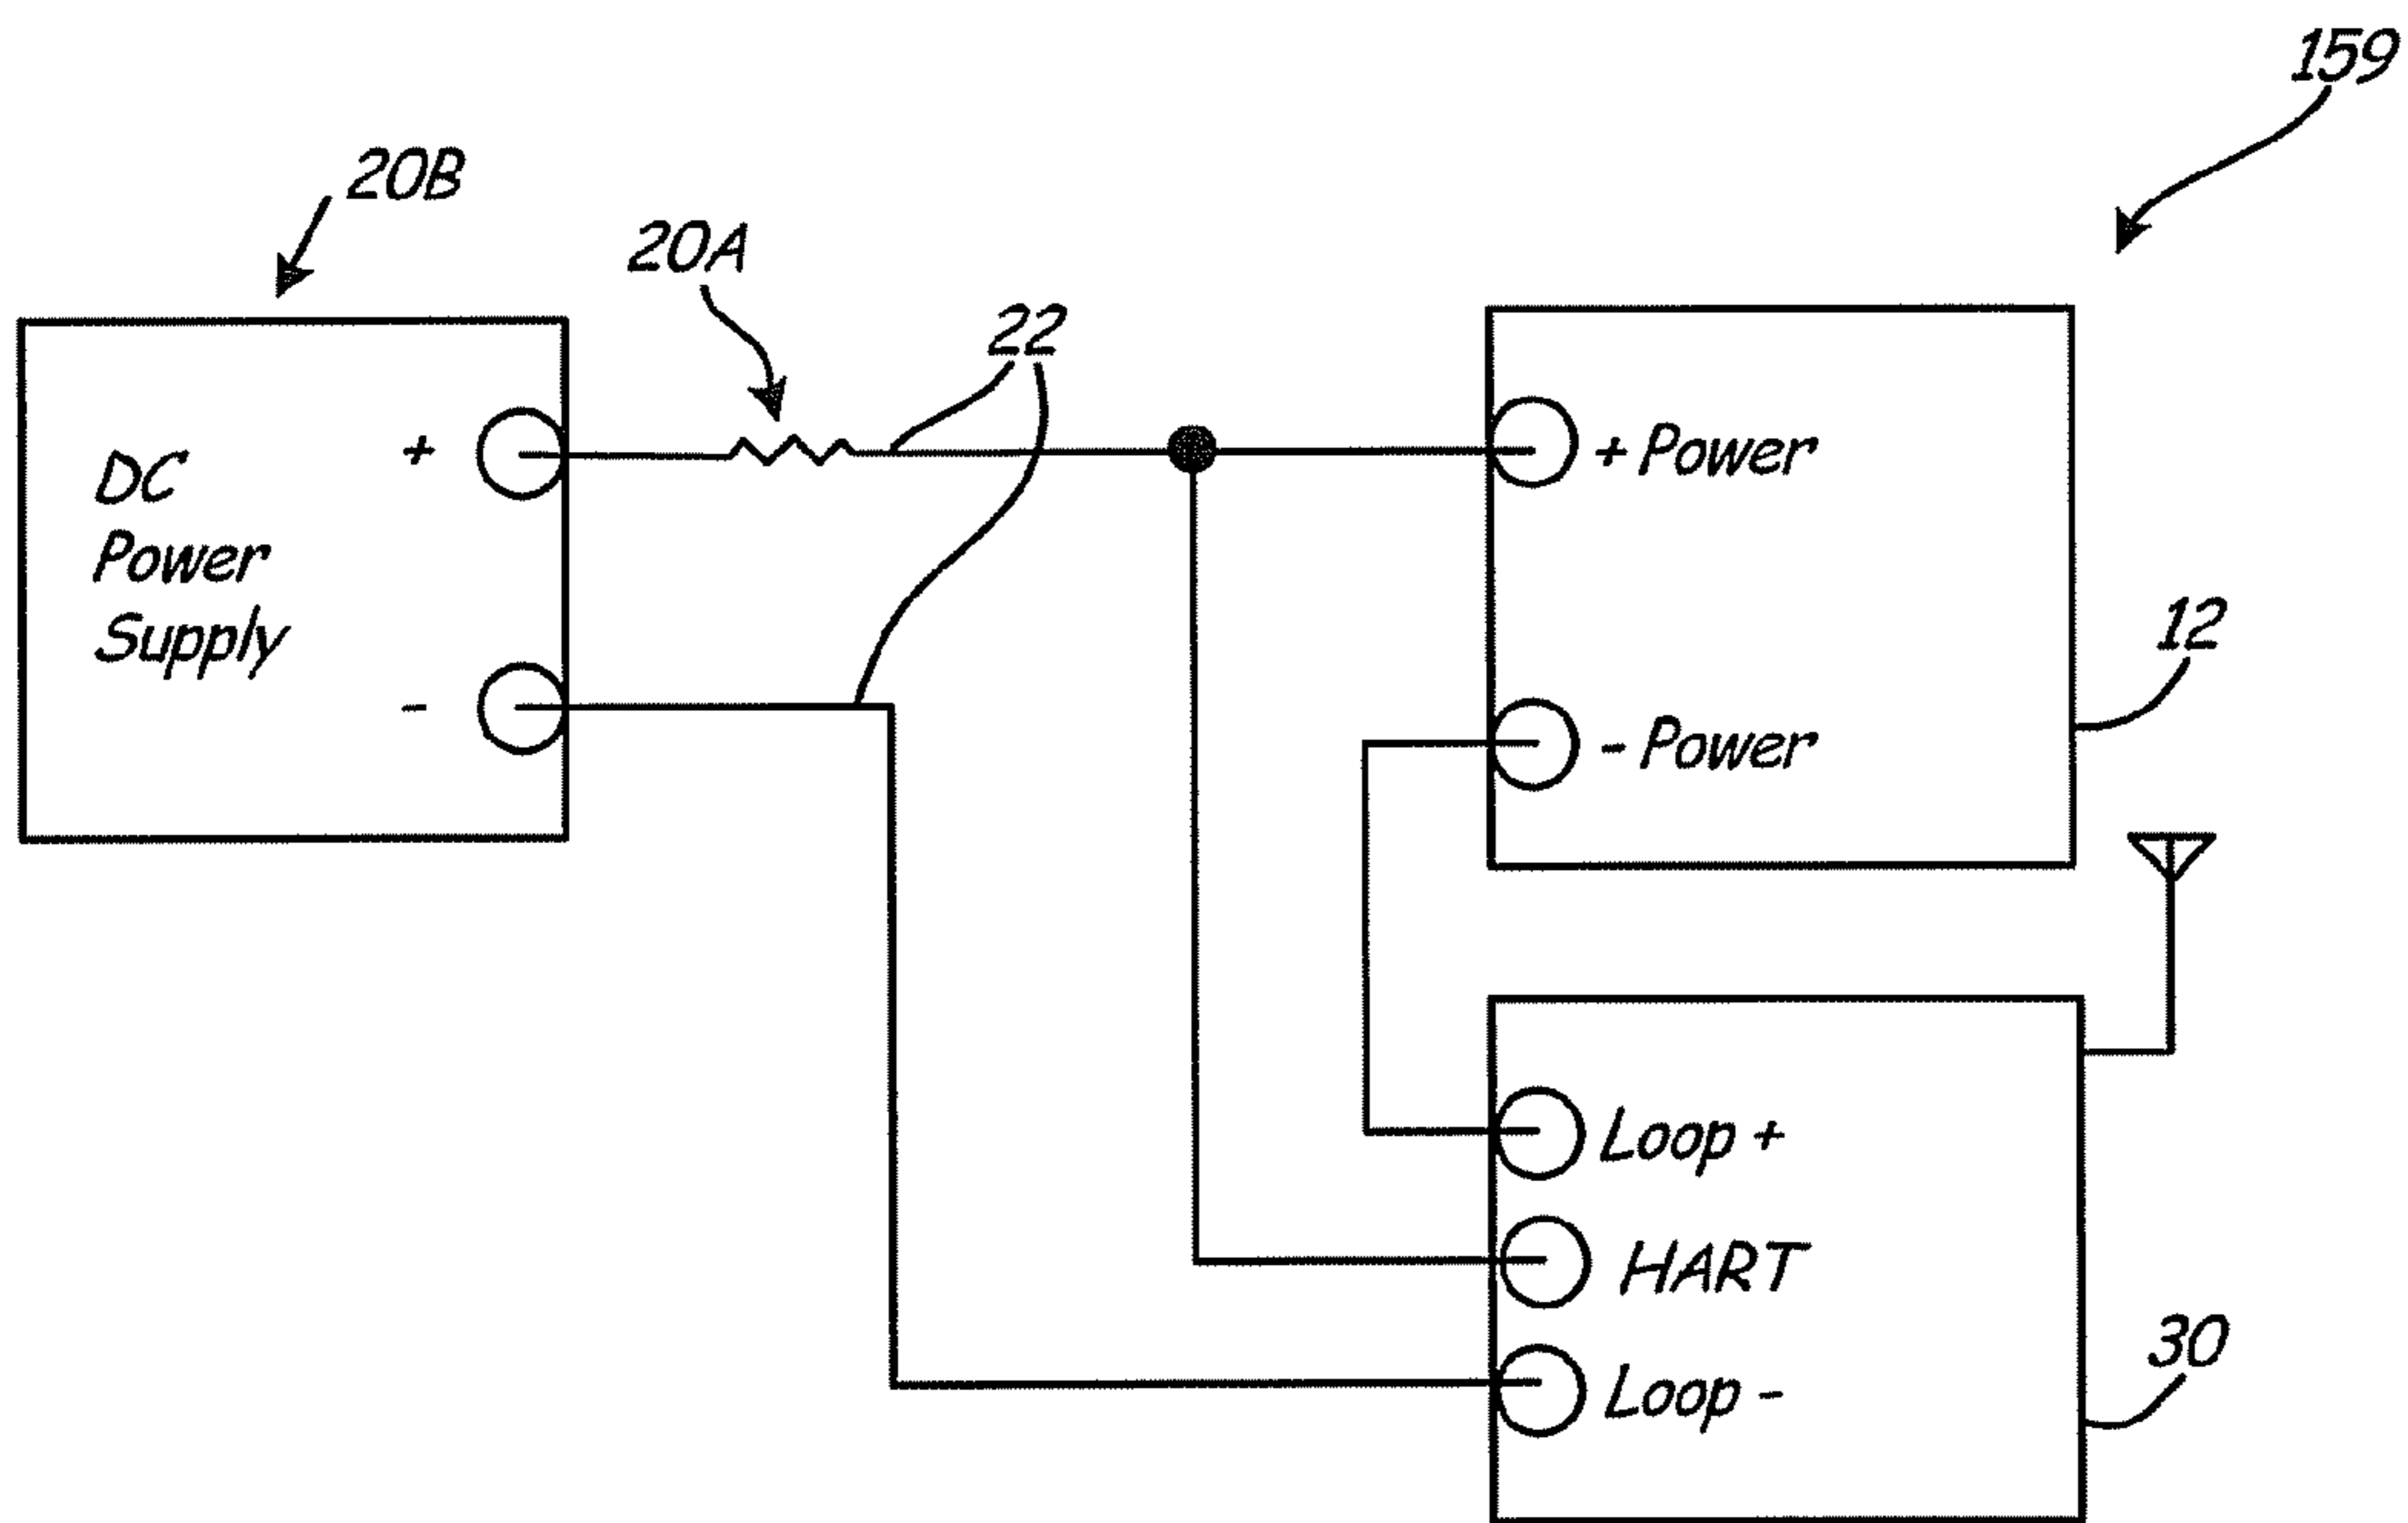 159
20B
20A
22
DC
Power
Supply
+
-
+ Power
- Power
12
Loop +
HART
Loop -
30